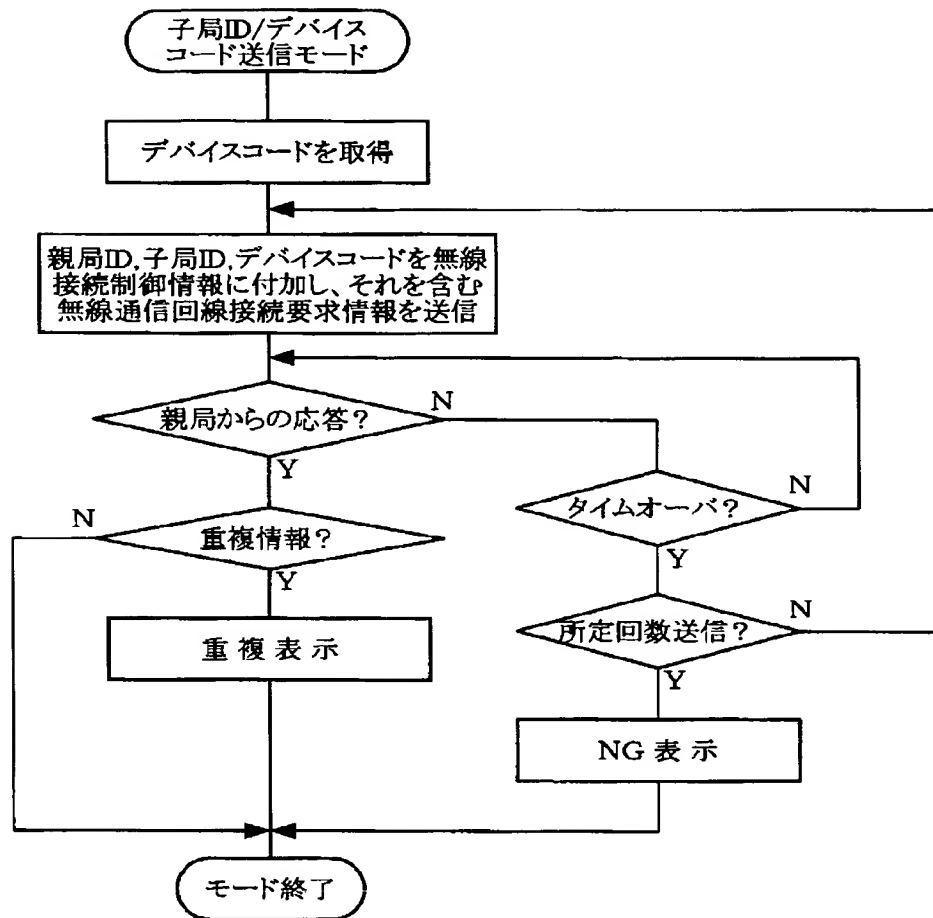 子局ID/デバイス
コード送信モード
デバイスコードを取得
親局ID,子局ID,デバイスコードを無線
接続制御情報に付加し、それを含む
無線通信回線接続要求情報を送信
親局からの応答?
N
Y
タイムオーバ?
N
Y
重複情報?
N
Y
所定回数送信?
N
Y
重複表示
NG表示
モード終了